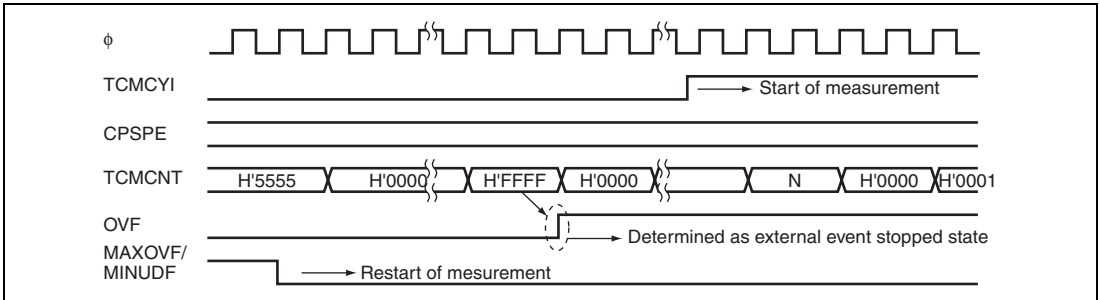 φ
TCMCYI
Start of measurement
CPSPE
TCMCNT H'5555 H'0000 H'FFFF H'0000 N H'0000 H'0001
OVF
Determined as external event stopped state
MAXOVF/
MINUDF
Restart of mesurement